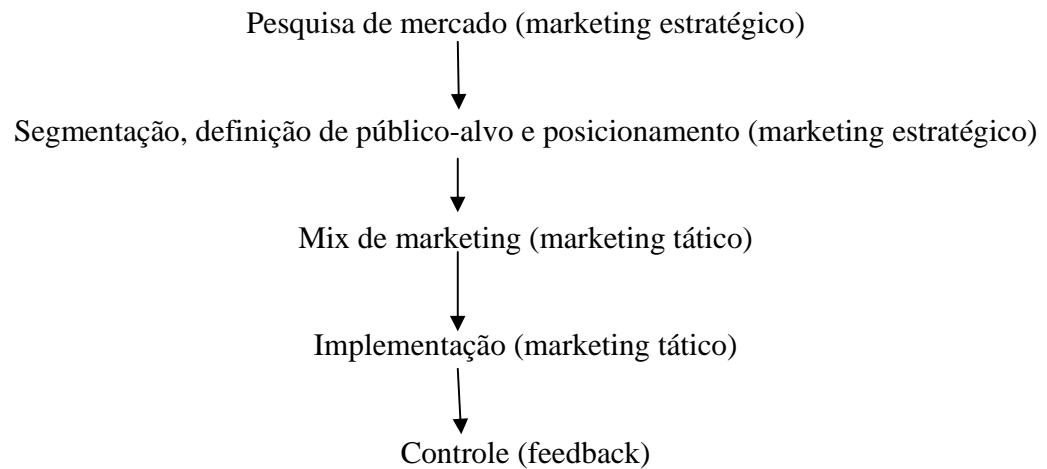 Pesquisa de mercado (marketing estratégico)
Segmentação, definição de público-alvo e posicionamento (marketing estratégico)
Mix de marketing (marketing tático)
Implementação (marketing tático)
Controle (feedback)